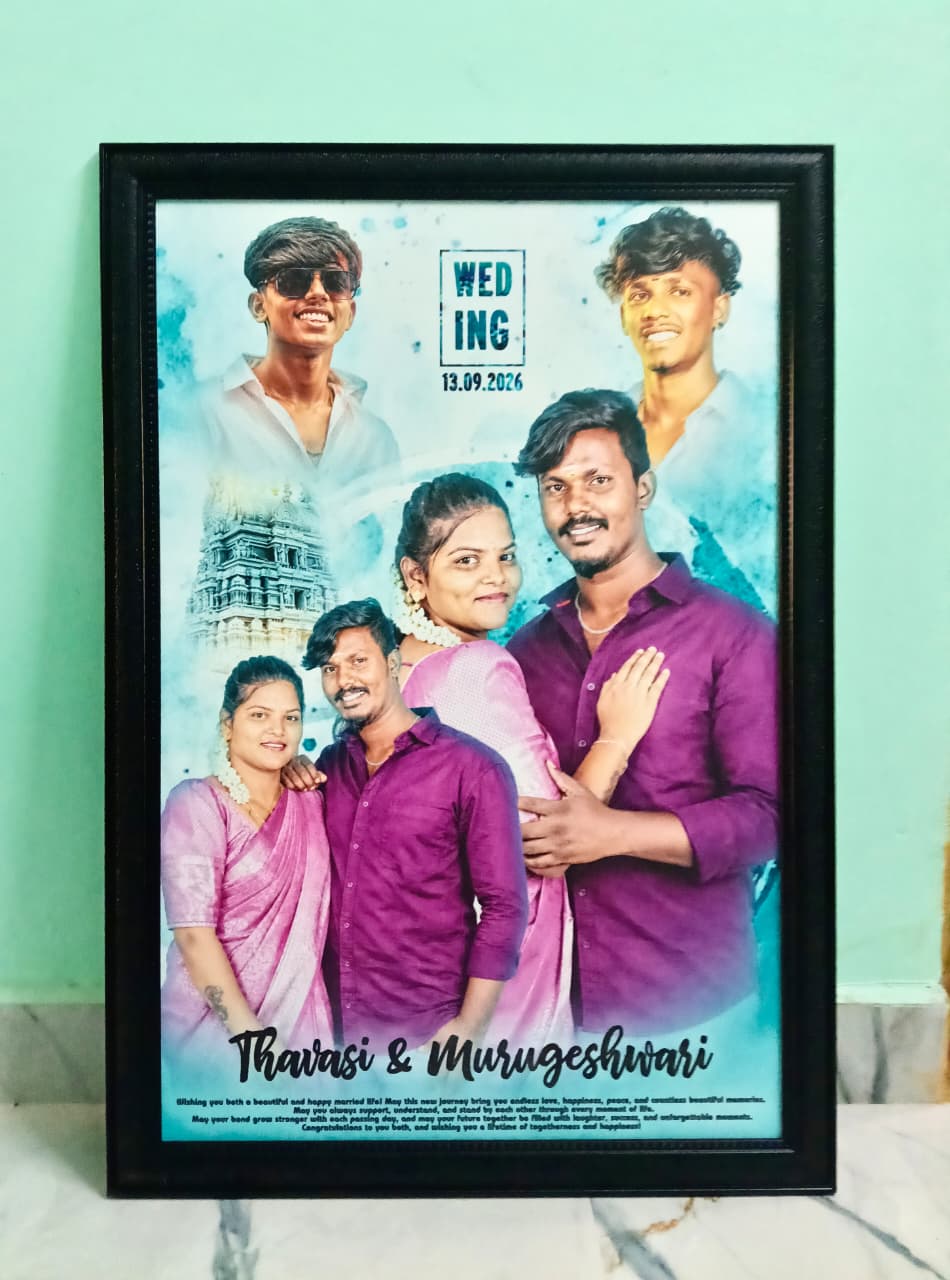 WED
ING
13.09.2026
Thavasi & Murugeshwari
Wishing you both a beautiful and happy married life! May this new journey bring you endless love, happiness, peace, and countless beautiful memories.
May you always support, understand, and stand by each other through every moment of life.
May your bond grow stronger with each passing day, and may your future together be filled with laughter, success, and unforgettable moments.
Congratulations to you both, and wishing you a lifetime of togetherness and happiness!